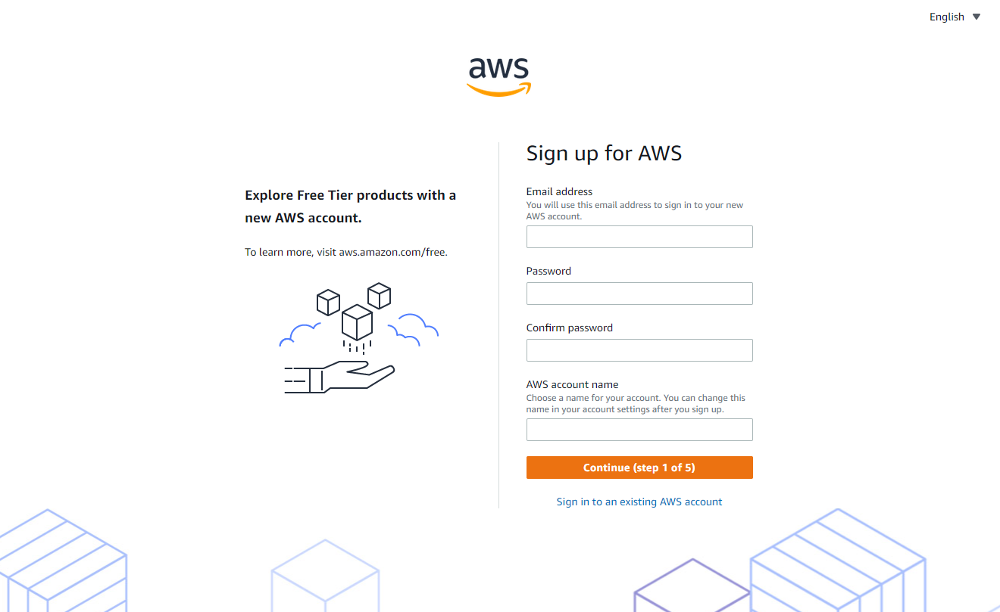 English
aws
Explore Free Tier products with a
new AWS account.
To learn more, visit aws.amazon.com/free.
Sign up for AWS
Email address
You will use this email address to sign in to your new
AWS account.
Password
Confirm password
AWS account name
Choose a name for your account. You can change this
name in your account settings after you sign up.
Continue (step 1 of 5)
Sign in to an existing AWS account